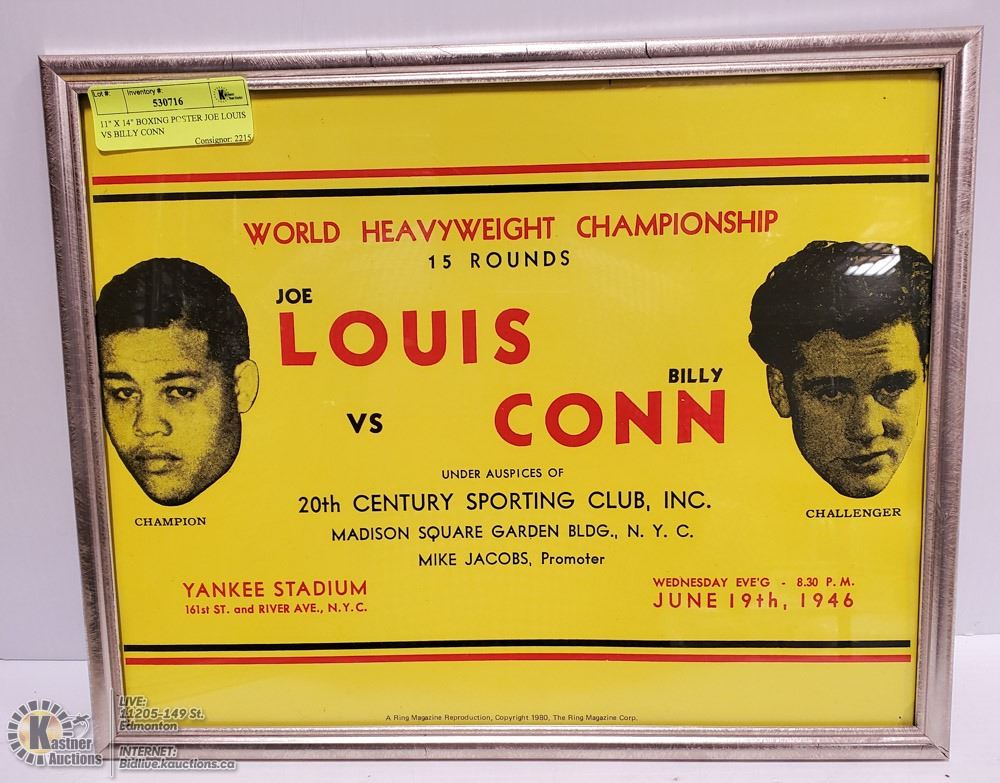 Lot #:
Inventory #:
530716
11" X 14" BOXING POSTER JOE LOUIS
VS BILLY CONN
Consignor: 2215
WORLD HEAVYWEIGHT CHAMPIONSHIP
15 ROUNDS
JOE
LOUIS
VS
BILLY
CONN
CHAMPION
CHALLENGER
UNDER AUSPICES OF
20th CENTURY SPORTING CLUB, INC.
MADISON SQUARE GARDEN BLDG., N. Y. C.
MIKE JACOBS, Promoter
YANKEE STADIUM
161st ST. and RIVER AVE., N.Y.C.
WEDNESDAY EVE'G - 8.30 P. M.
JUNE 19th, 1946
A Ring Magazine Reproduction, Copyright 1980, The Ring Magazine Corp.
K
Kastner
Auctions
LIVE:
11205-149 St.
Edmonton
INTERNET:
Bidlive.kauctions.ca